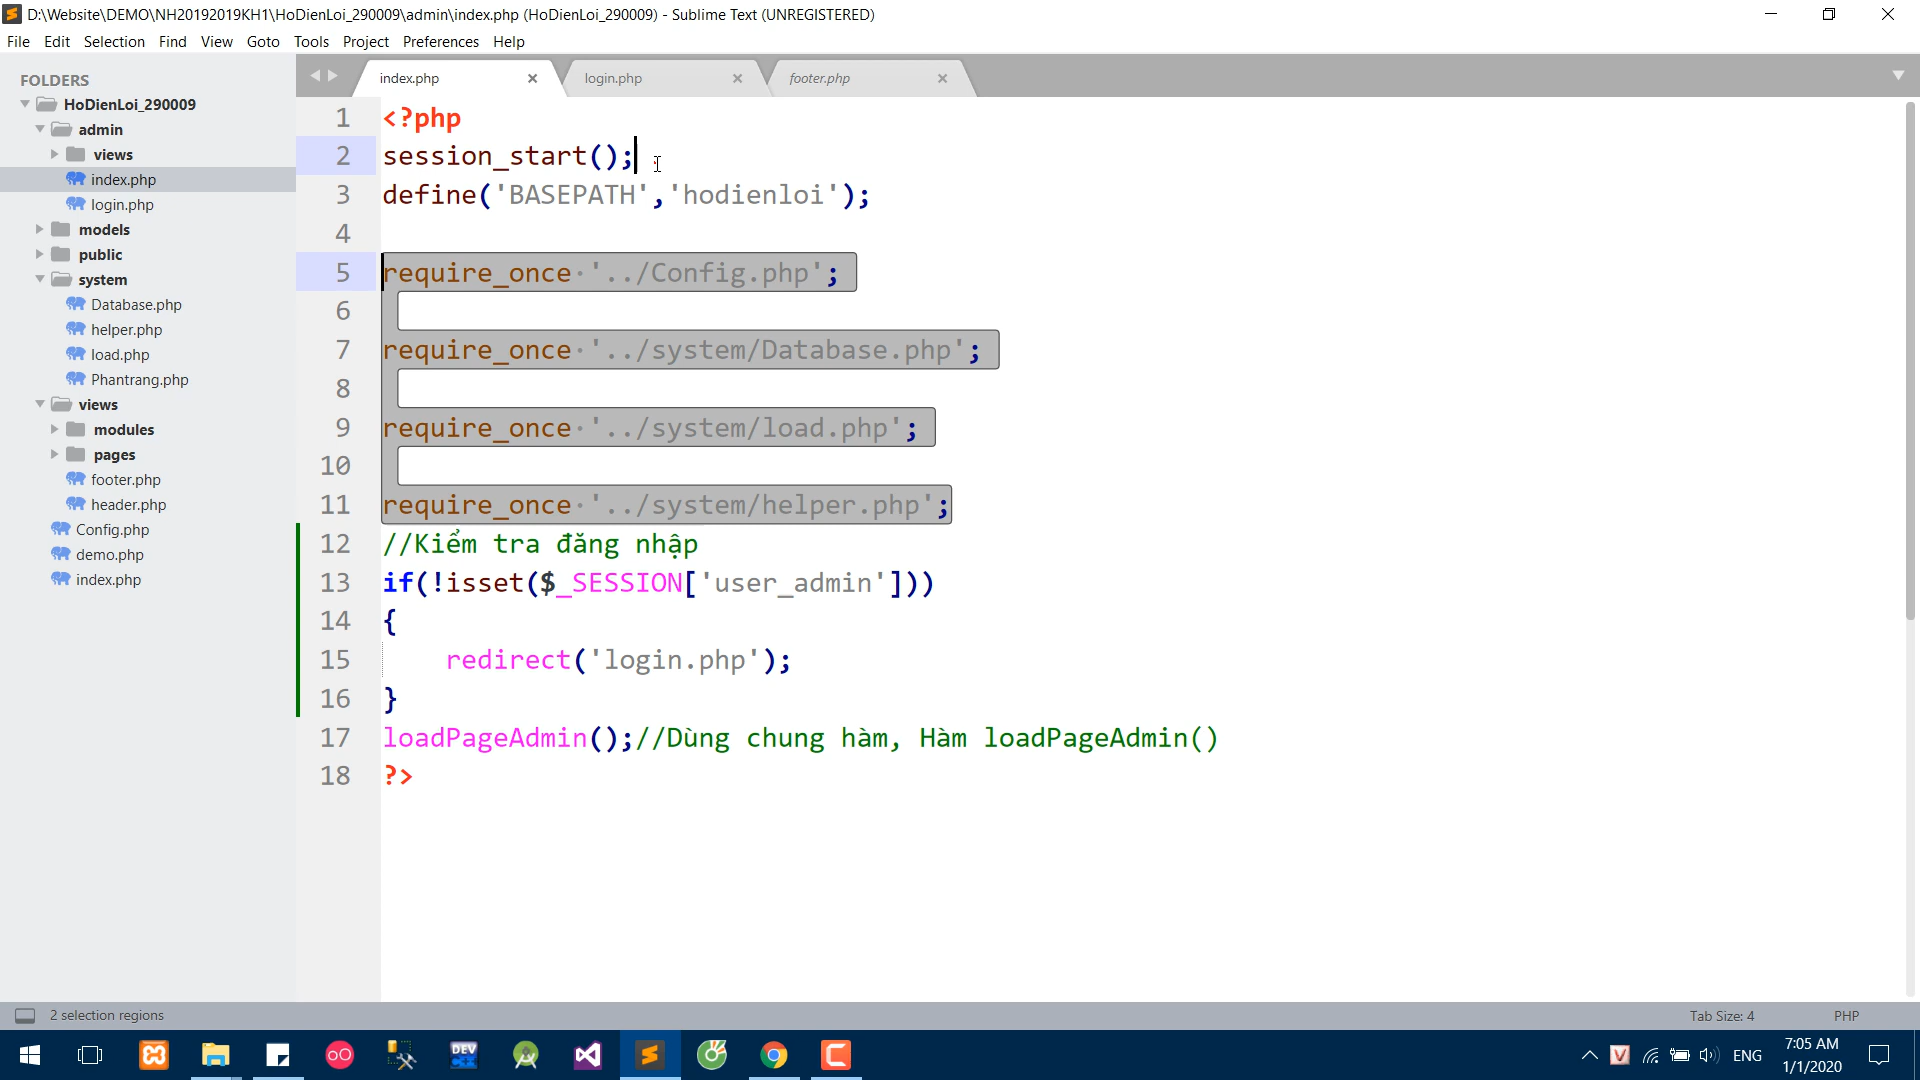 D:\Website\DEMO\NH20192019KH1\HoDienLoi_290009\admin\index.php (HoDienLoi_290009) - Sublime Text (UNREGISTERED)
File Edit Selection Find View Goto Tools Project Preferences Help
FOLDERS
HoDienLoi_290009
admin
views
index.php
login.php
models
public
system
Database.php
helper.php
load.php
Phantrang.php
views
modules
pages
footer.php
header.php
Config.php
demo.php
index.php
index.php login.php footer.php
1 <?php
2 session_start();
3 define('BASEPATH','hodienloi');
4
5 require_once '../Config.php';
6
7 require_once '../system/Database.php';
8
9 require_once '../system/load.php';
10
11 require_once '../system/helper.php';
12 //Kiểm tra đăng nhập
13 if(!isset($_SESSION['user_admin']))
14 {
15 redirect('login.php');
16 }
17 loadPageAdmin();//Dùng chung hàm, Hàm loadPageAdmin()
18 ?>
2 selection regions
Tab Size: 4 PHP
DEV
ENG
7:05 AM
1/1/2020